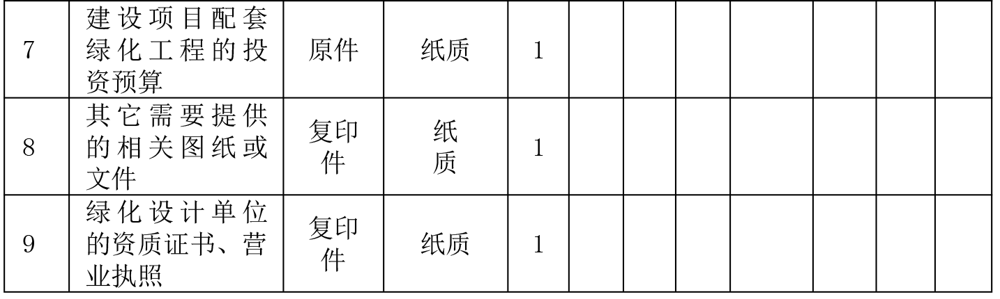 建设项目配套
7 绿化工程的投 原件 纸质 1
资预算
其它需要提供
8 的相关图纸或 复印件 纸质 1
文件
绿化设计单位
9 的资质证书、营 复印件 纸质 1
业执照